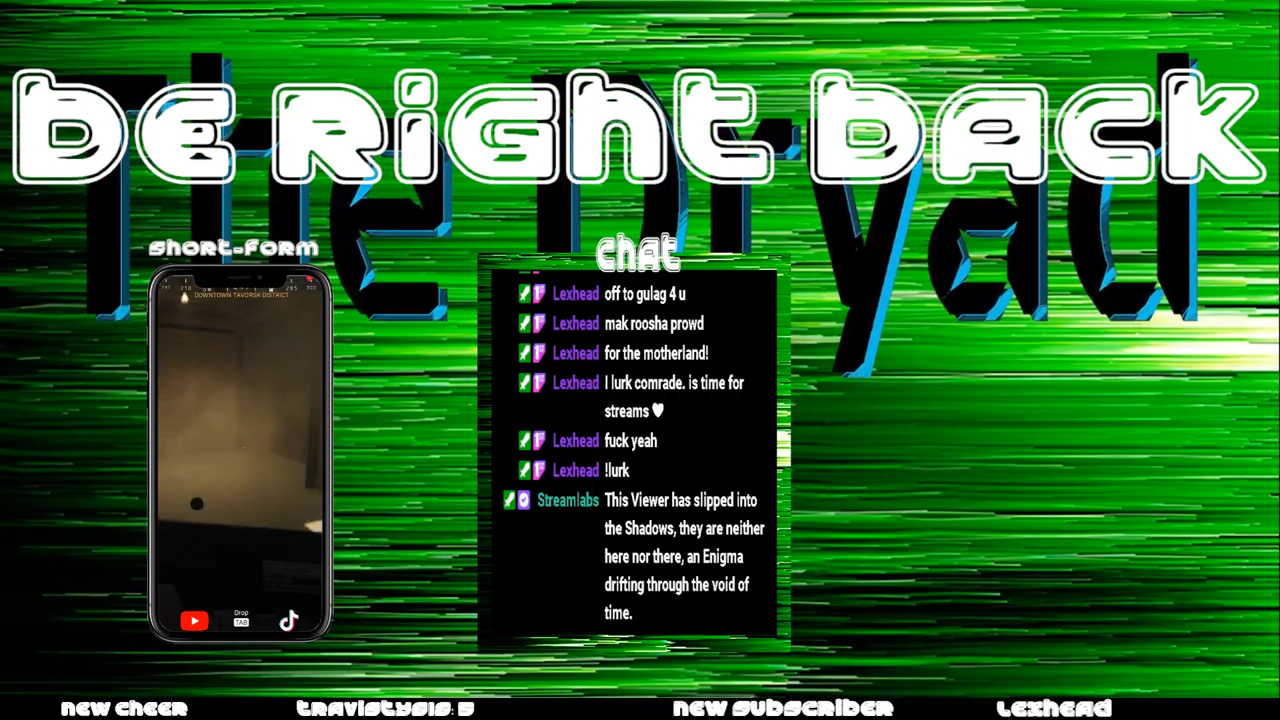 The Dryad
BE RIGHT BACK
SHORT-FORM
CHAT
DOWNTOWN TAVORSK DISTRICT
Drop
TAB
Lexhead off to gulag 4 u
Lexhead mak roosha prowd
Lexhead for the motherland!
Lexhead I lurk comrade. is time for
streams ♥
Lexhead fuck yeah
Lexhead !lurk
Streamlabs This Viewer has slipped into
the Shadows, they are neither
here nor there, an Enigma
drifting through the void of
time.
NEW CHEER TRAVISTYSIS: 5 NEW SUBSCRIBER LEXHEAD